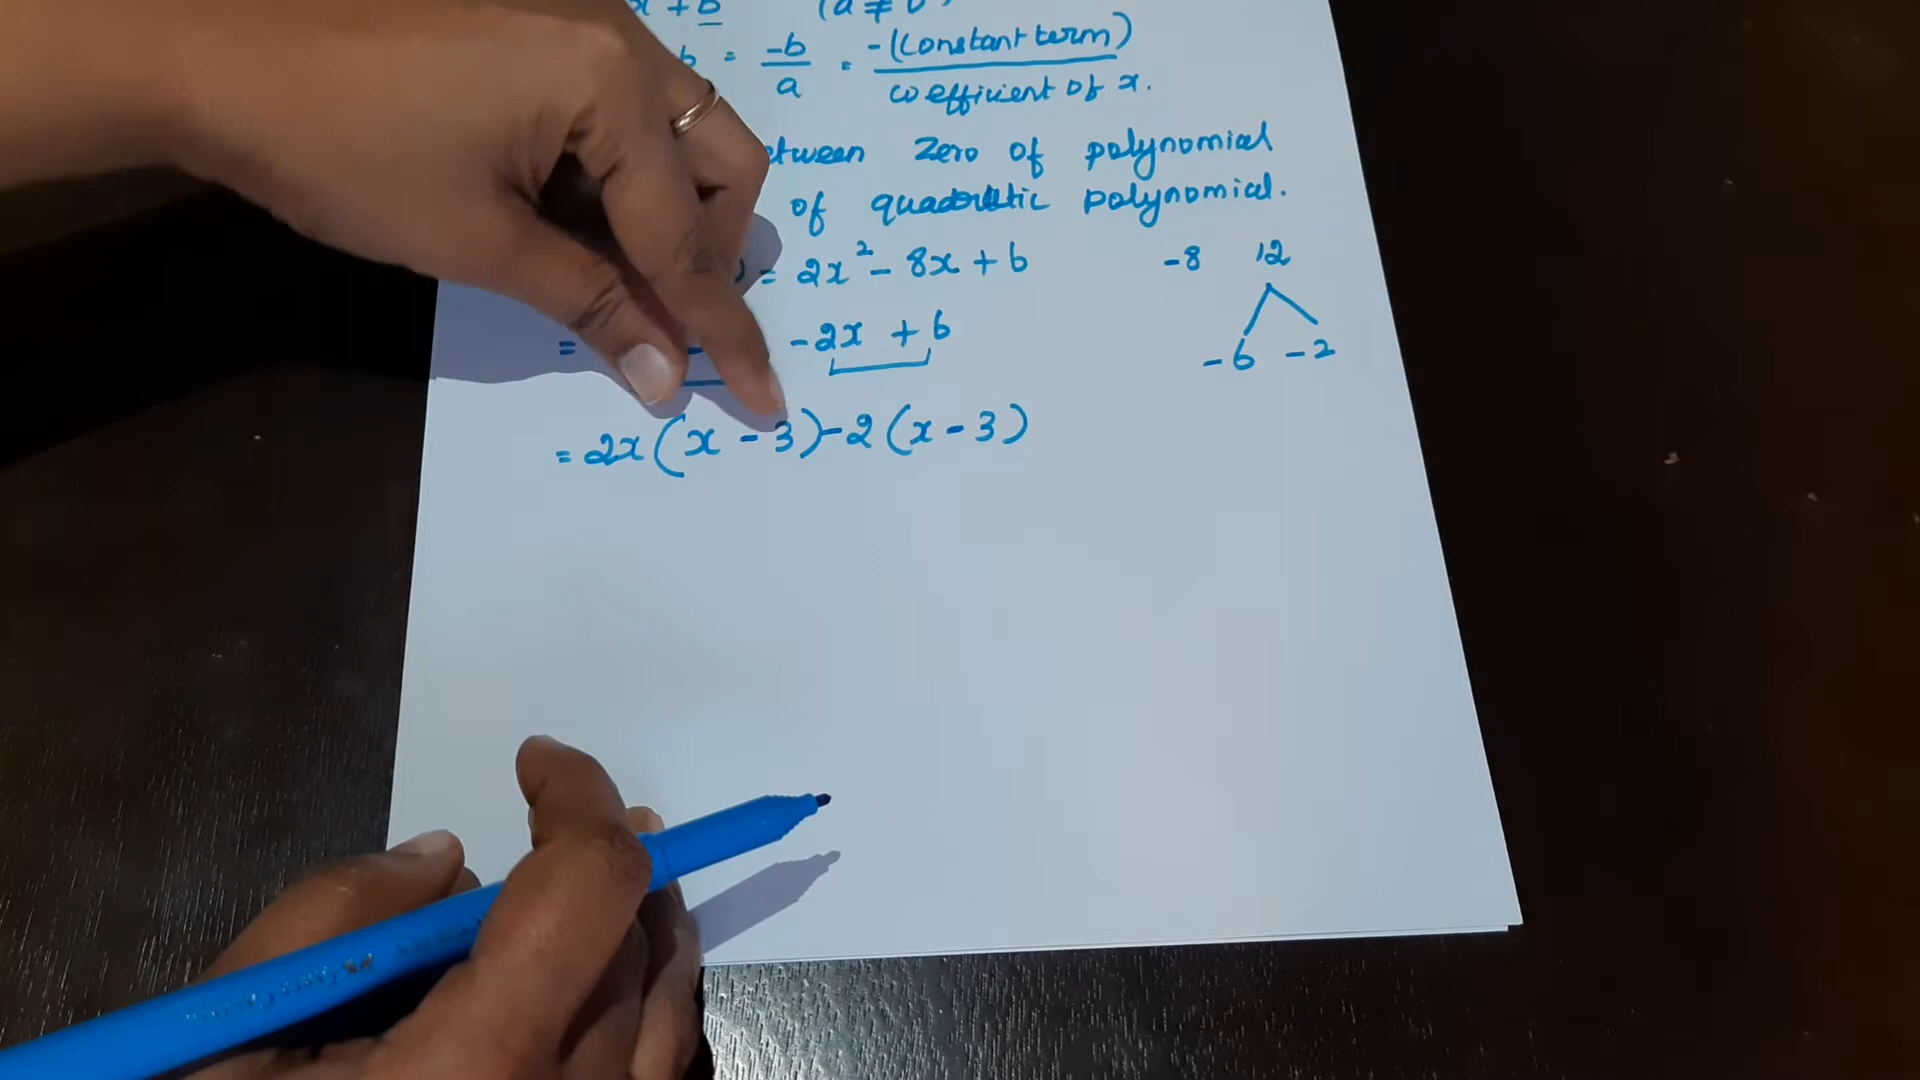 x + b (a ≠ 0)
b = -b/a = -(constant term)/coefficient of x.
between Zero of polynomial
of quadratic polynomial.
= 2x² - 8x + 6 -8 12
= - -2x + 6 -6 -2
= 2x(x - 3) - 2(x - 3)